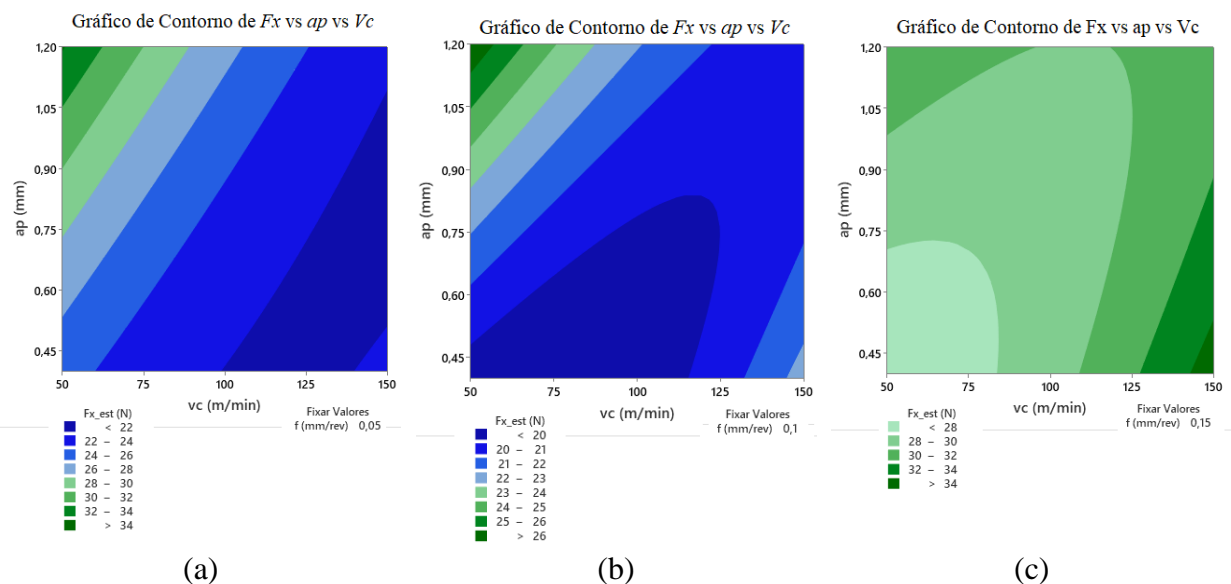 Gráfico de Contorno de Fx vs ap vs Vc
1,20
1,05
0,90
0,75
0,60
0,45
ap (mm)
50 75 100 125 150
vc (m/min)
Fx_est (N)
< 22
22 – 24
24 – 26
26 – 28
28 – 30
30 – 32
32 – 34
> 34
Fixar Valores
f (mm/rev) 0,05
(a)
Gráfico de Contorno de Fx vs ap vs Vc
1,20
1,05
0,90
0,75
0,60
0,45
ap (mm)
50 75 100 125 150
vc (m/min)
Fx_est (N)
< 20
20 – 21
21 – 22
22 – 23
23 – 24
24 – 25
25 – 26
> 26
Fixar Valores
f (mm/rev) 0,1
(b)
Gráfico de Contorno de Fx vs ap vs Vc
1,20
1,05
0,90
0,75
0,60
0,45
ap (mm)
50 75 100 125 150
vc (m/min)
Fx_est (N)
< 28
28 – 30
30 – 32
32 – 34
> 34
Fixar Valores
f (mm/rev) 0,15
(c)